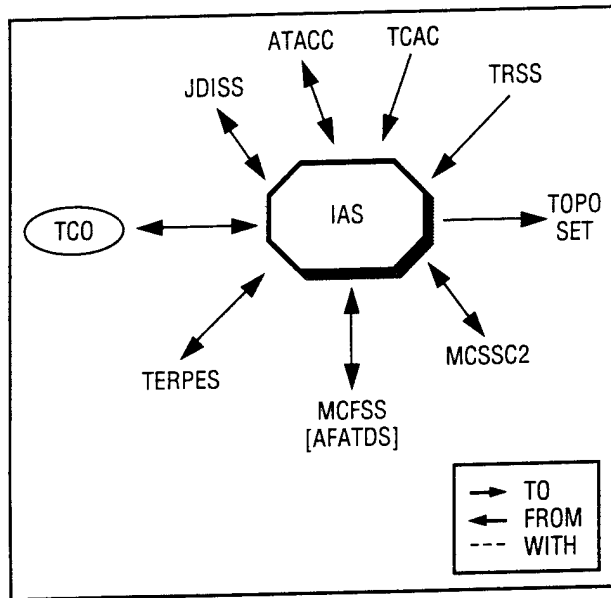 ATACC
TCAC
JDISS
TRSS
TCO
IAS
TOPO
SET
TERPES
MCSSC2
MCFSS
[AFATDS]
TO
FROM
WITH